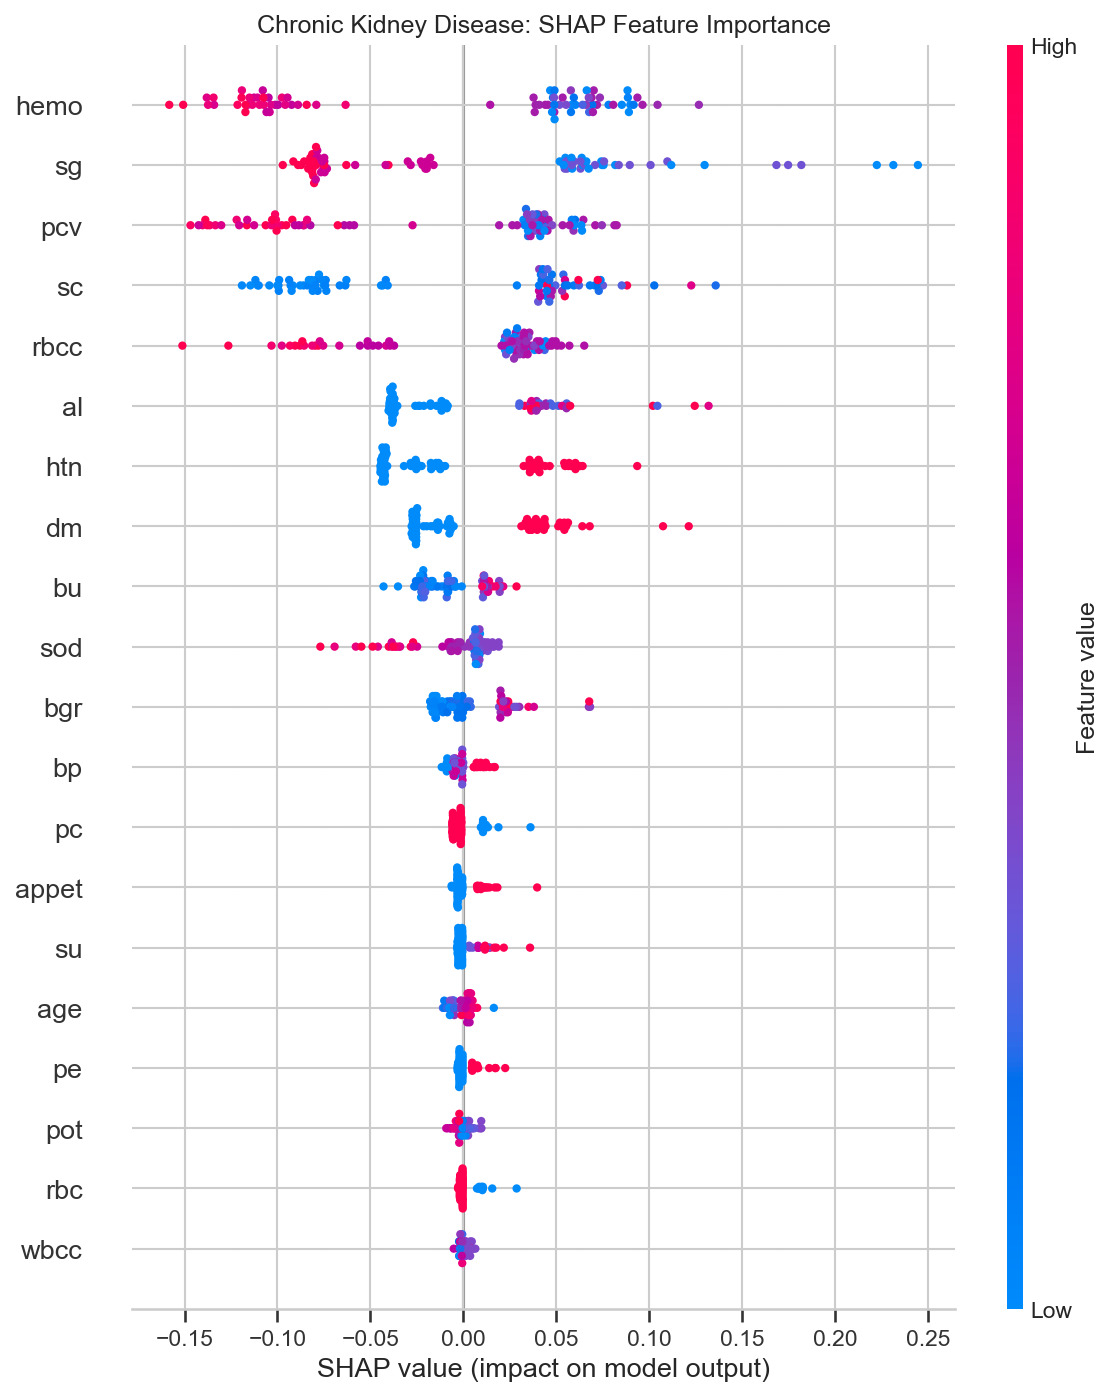 Chronic Kidney Disease: SHAP Feature Importance
High
hemo
sg
pcv
sc
rbcc
al
htn
dm
bu
sod
bgr
bp
pc
appet
su
age
pe
pot
rbc
wbcc
Feature value
Low
−0.15 −0.10 −0.05 0.00 0.05 0.10 0.15 0.20 0.25
SHAP value (impact on model output)